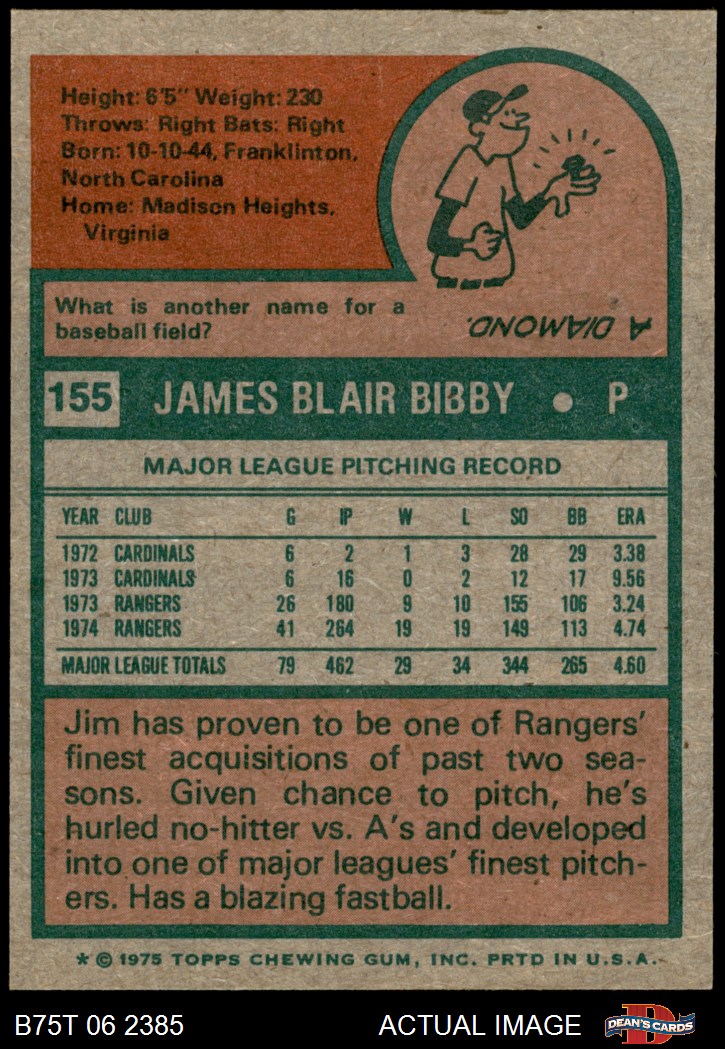 Height: 6'5" Weight: 230
Throws: Right Bats: Right
Born: 10-10-44, Franklinton,
North Carolina
Home: Madison Heights,
Virginia
What is another name for a
baseball field?
A DIAMOND.
155 JAMES BLAIR BIBBY • P
MAJOR LEAGUE PITCHING RECORD
YEAR CLUB G IP W L SO BB ERA
1972 CARDINALS 6 2 1 3 28 29 3.38
1973 CARDINALS 6 16 0 2 12 17 9.56
1973 RANGERS 26 180 9 10 155 106 3.24
1974 RANGERS 41 264 19 19 149 113 4.74
MAJOR LEAGUE TOTALS 79 462 29 34 344 265 4.60
Jim has proven to be one of Rangers'
finest acquisitions of past two sea-
sons. Given chance to pitch, he's
hurled no-hitter vs. A's and developed
into one of major leagues' finest pitch-
ers. Has a blazing fastball.
* © 1975 TOPPS CHEWING GUM, INC. PRTD IN U.S.A.
B75T 06 2385 ACTUAL IMAGE
D
DEAN'S CARDS